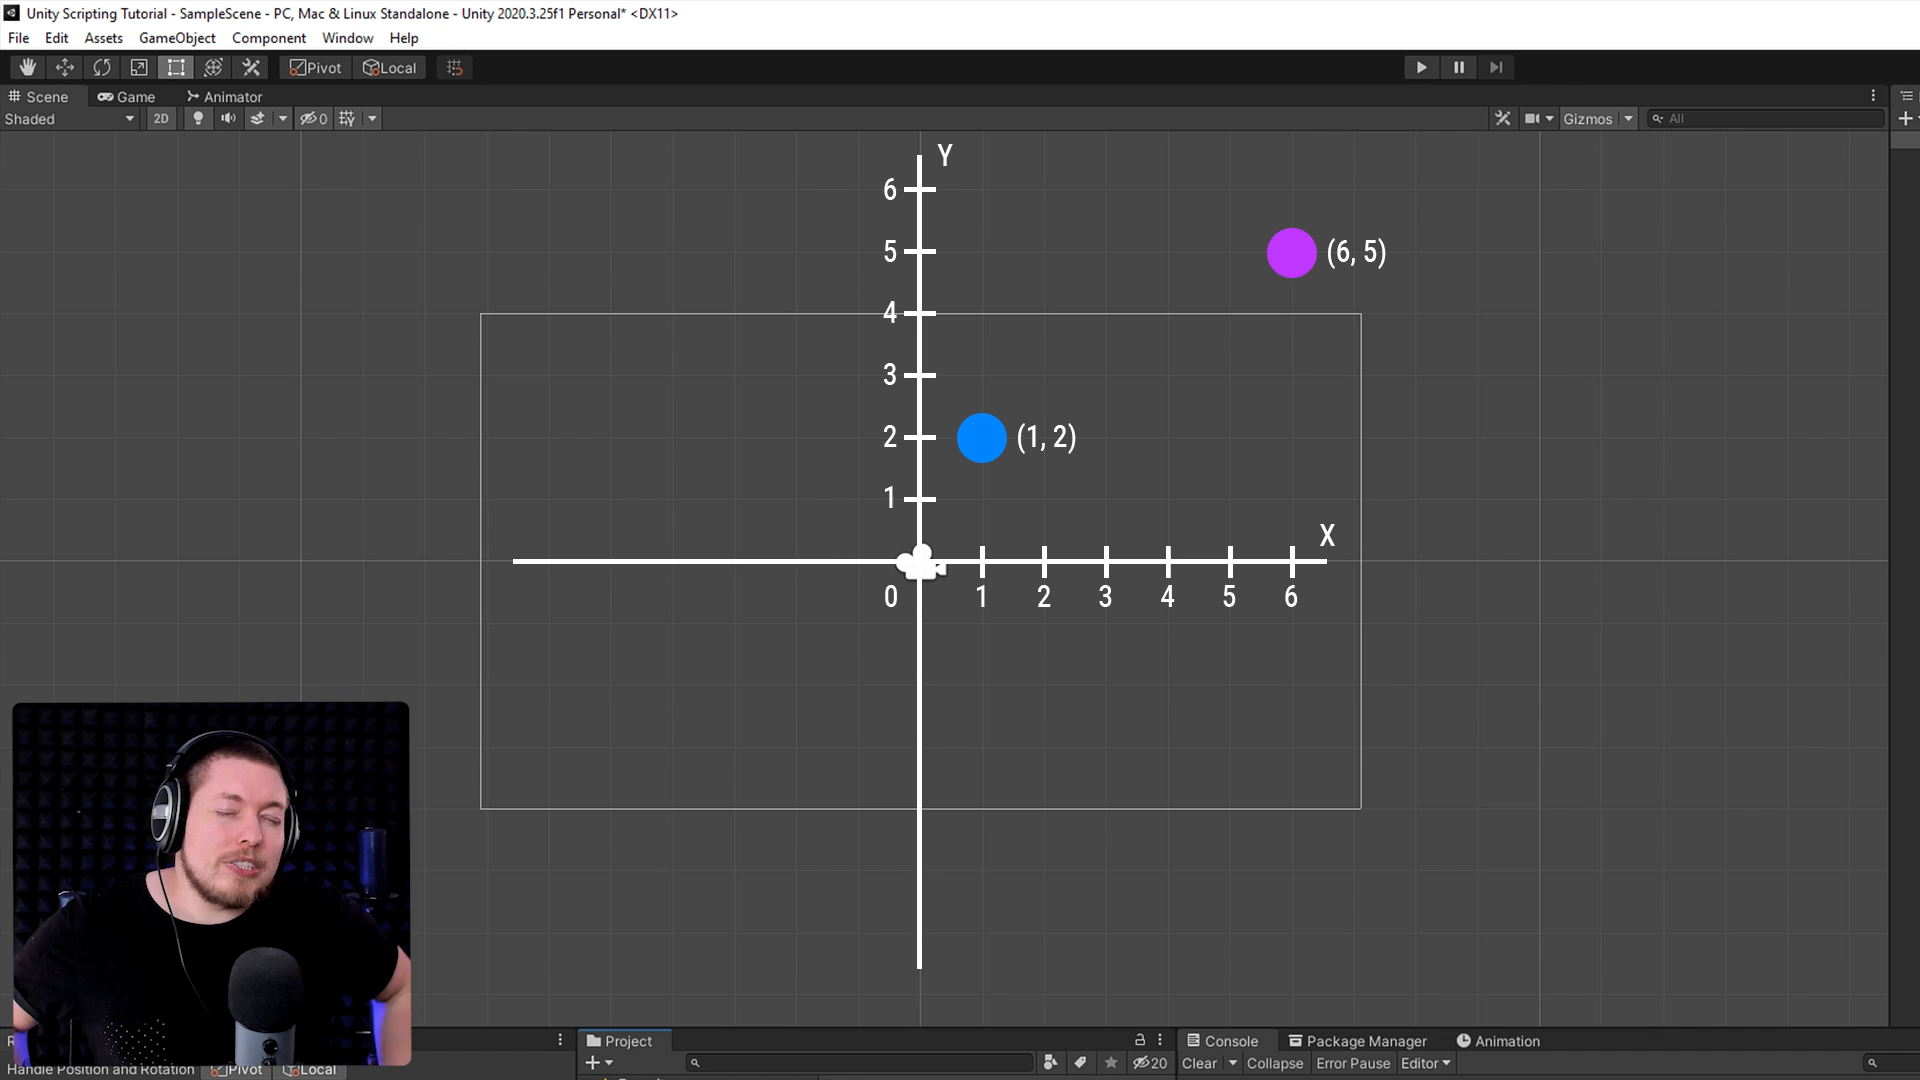 Unity Scripting Tutorial - SampleScene - PC, Mac & Linux Standalone - Unity 2020.3.25f1 Personal* <DX11>
File Edit Assets GameObject Component Window Help
Pivot Local
Scene Game Animator
Shaded 2D 0 Gizmos All
Y
6
5 (6, 5)
4
3
2 (1, 2)
1
X
0 1 2 3 4 5 6
Project Console Package Manager Animation
20 Clear Collapse Error Pause Editor
Handle Position and Rotation Pivot Local